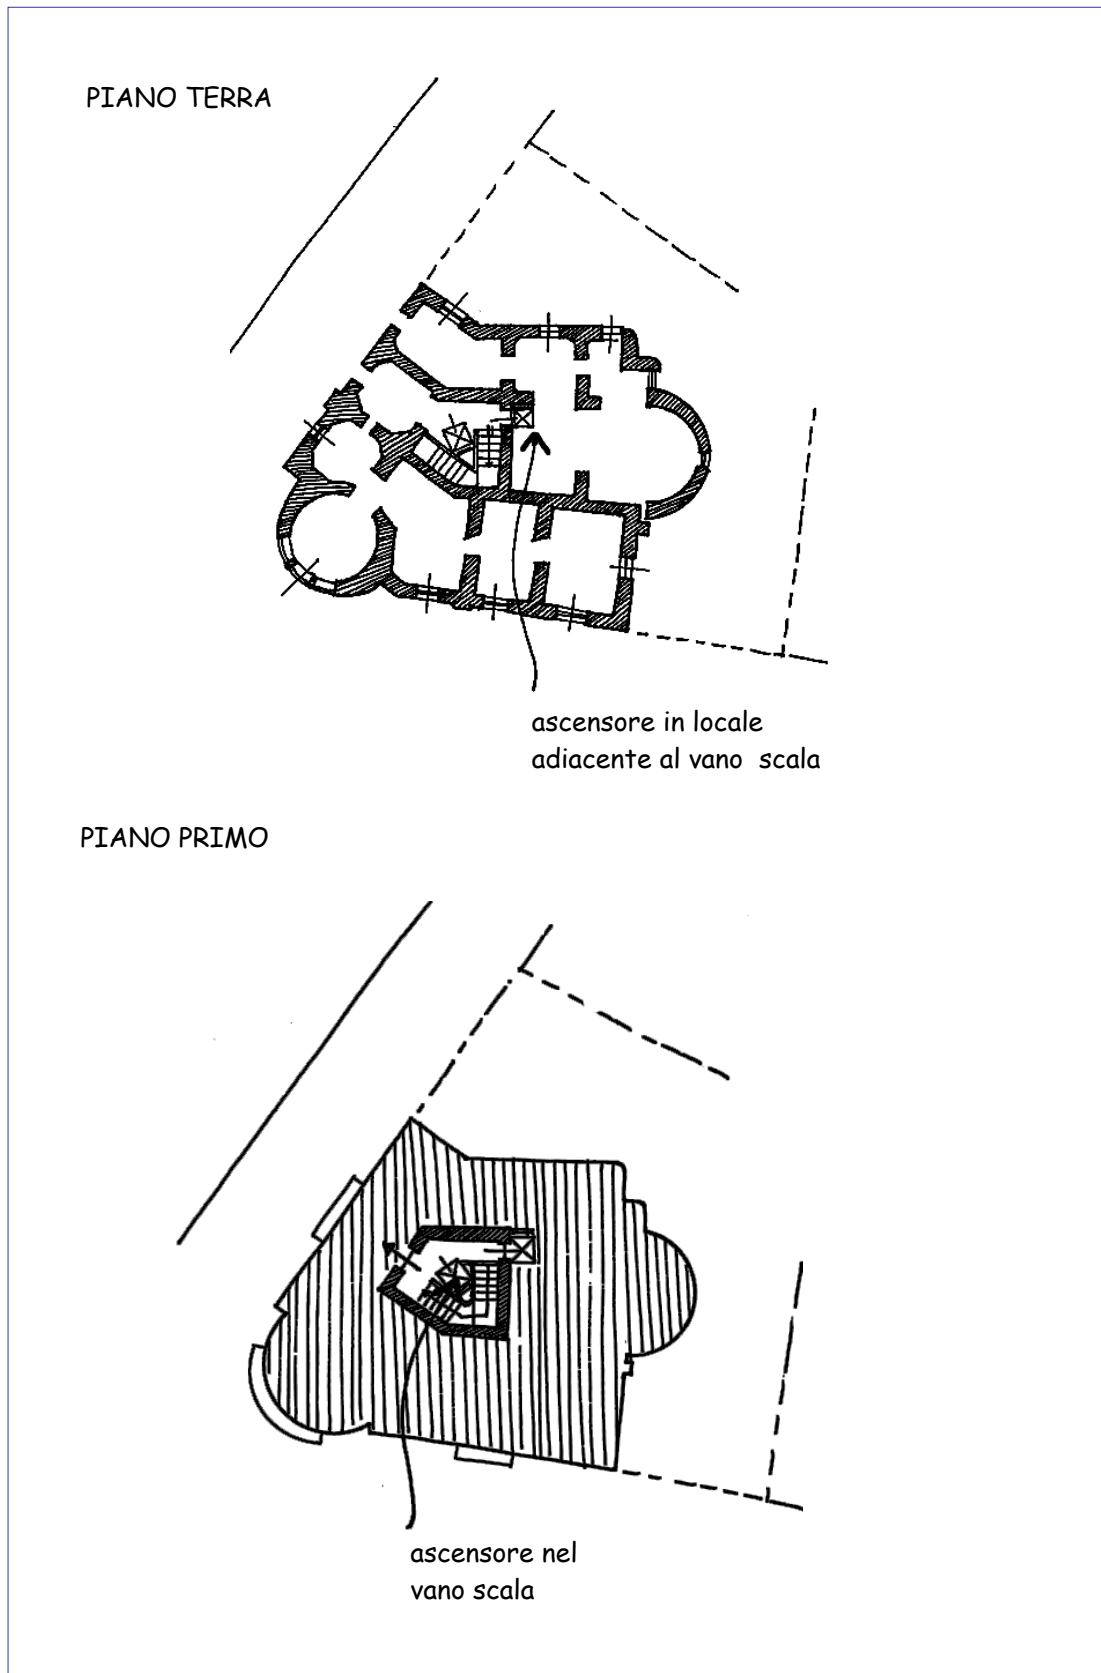 PIANO TERRA
ascensore in locale
adiacente al vano scala
PIANO PRIMO
ascensore nel
vano scala